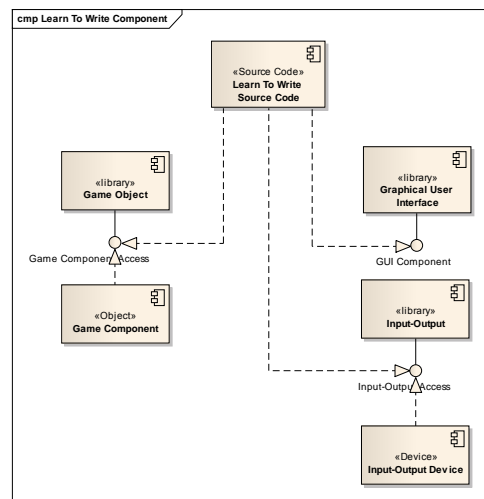 cmp Learn To Write Component
«Source Code»
Learn To Write
Source Code
«library»
Game Object
«library»
Graphical User
Interface
Game Component Access
GUI Component
«Object»
Game Component
«library»
Input-Output
Input-Output Access
«Device»
Input-Output Device